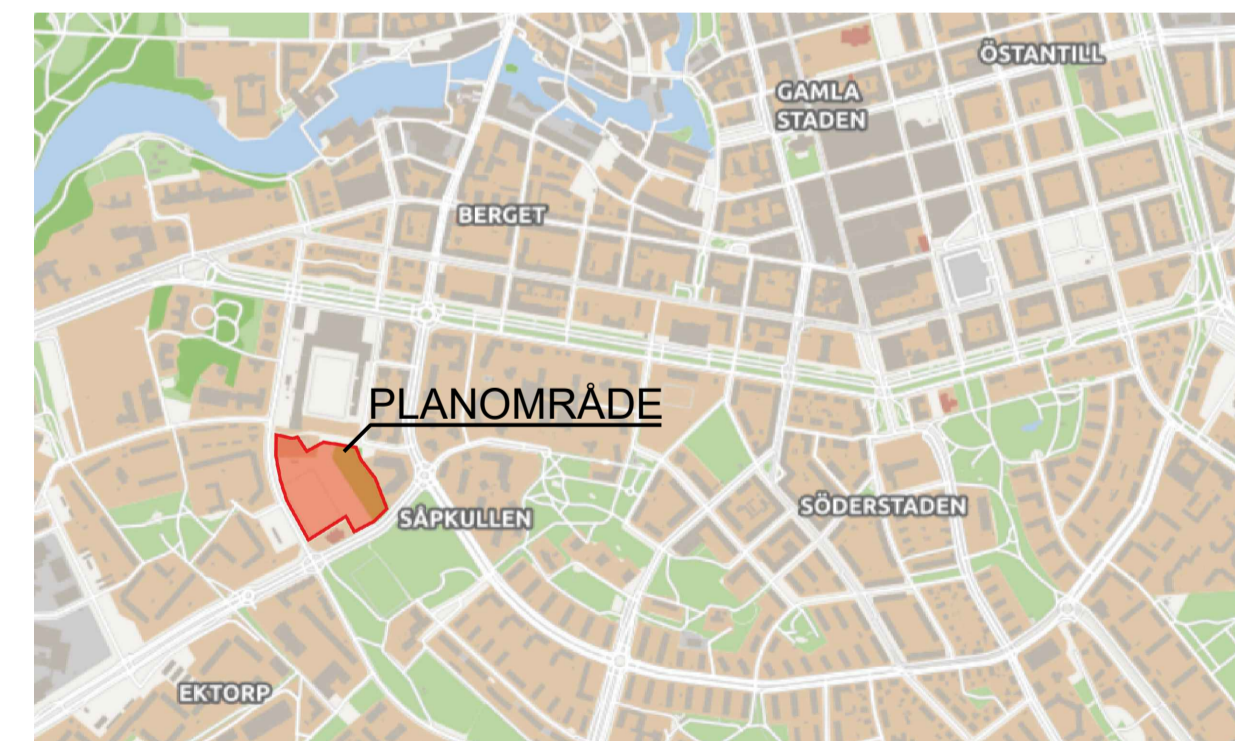 ÖSTANTILL
GAMLA
STADEN
BERGET
PLANOMRÅDE
SÅPKULLEN
SÖDERSTADEN
EKTORP